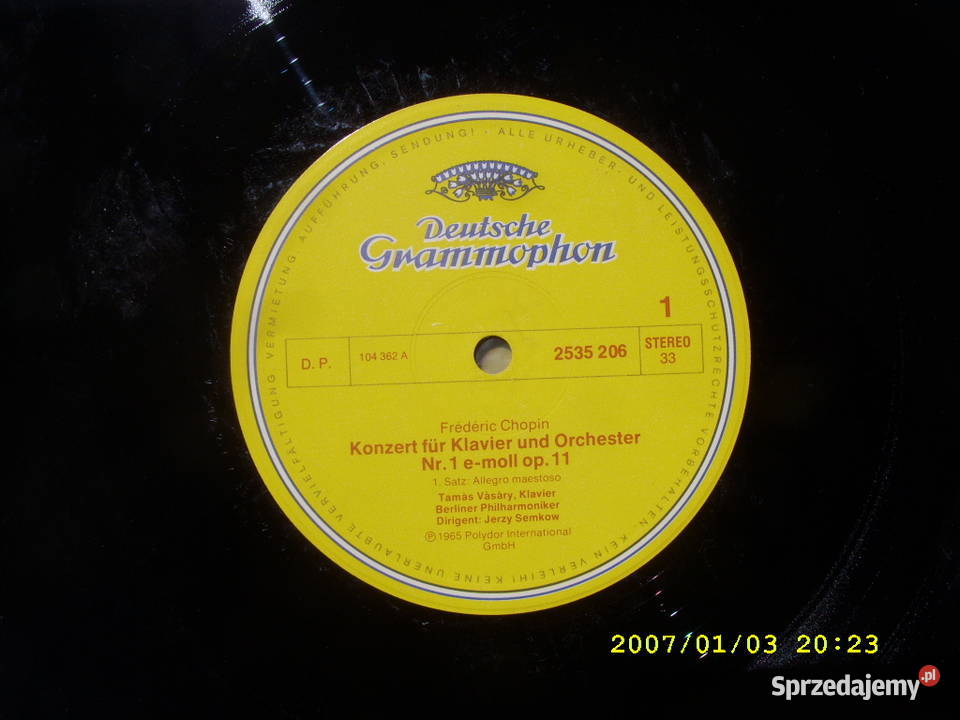 ALLE URHEBER- UND LEISTUNGSSCHUTZRECHTE VORBEHALTEN. KEIN VERLEIH! KEINE UNERLAUBTE VERVIELFÄLTIGUNG, VERMIETUNG, AUFFÜHRUNG, SENDUNG! ·
Deutsche
Grammophon
1
D. P.
104 362 A
2535 206
STEREO
33
Frédéric Chopin
Konzert für Klavier und Orchester
Nr. 1 e-moll op. 11
1. Satz: Allegro maestoso
Tamàs Vàsàry, Klavier
Berliner Philharmoniker
Dirigent: Jerzy Semkow
℗ 1965 Polydor International
GmbH
2007/01/03 20:23
Sprzedajemy.pl